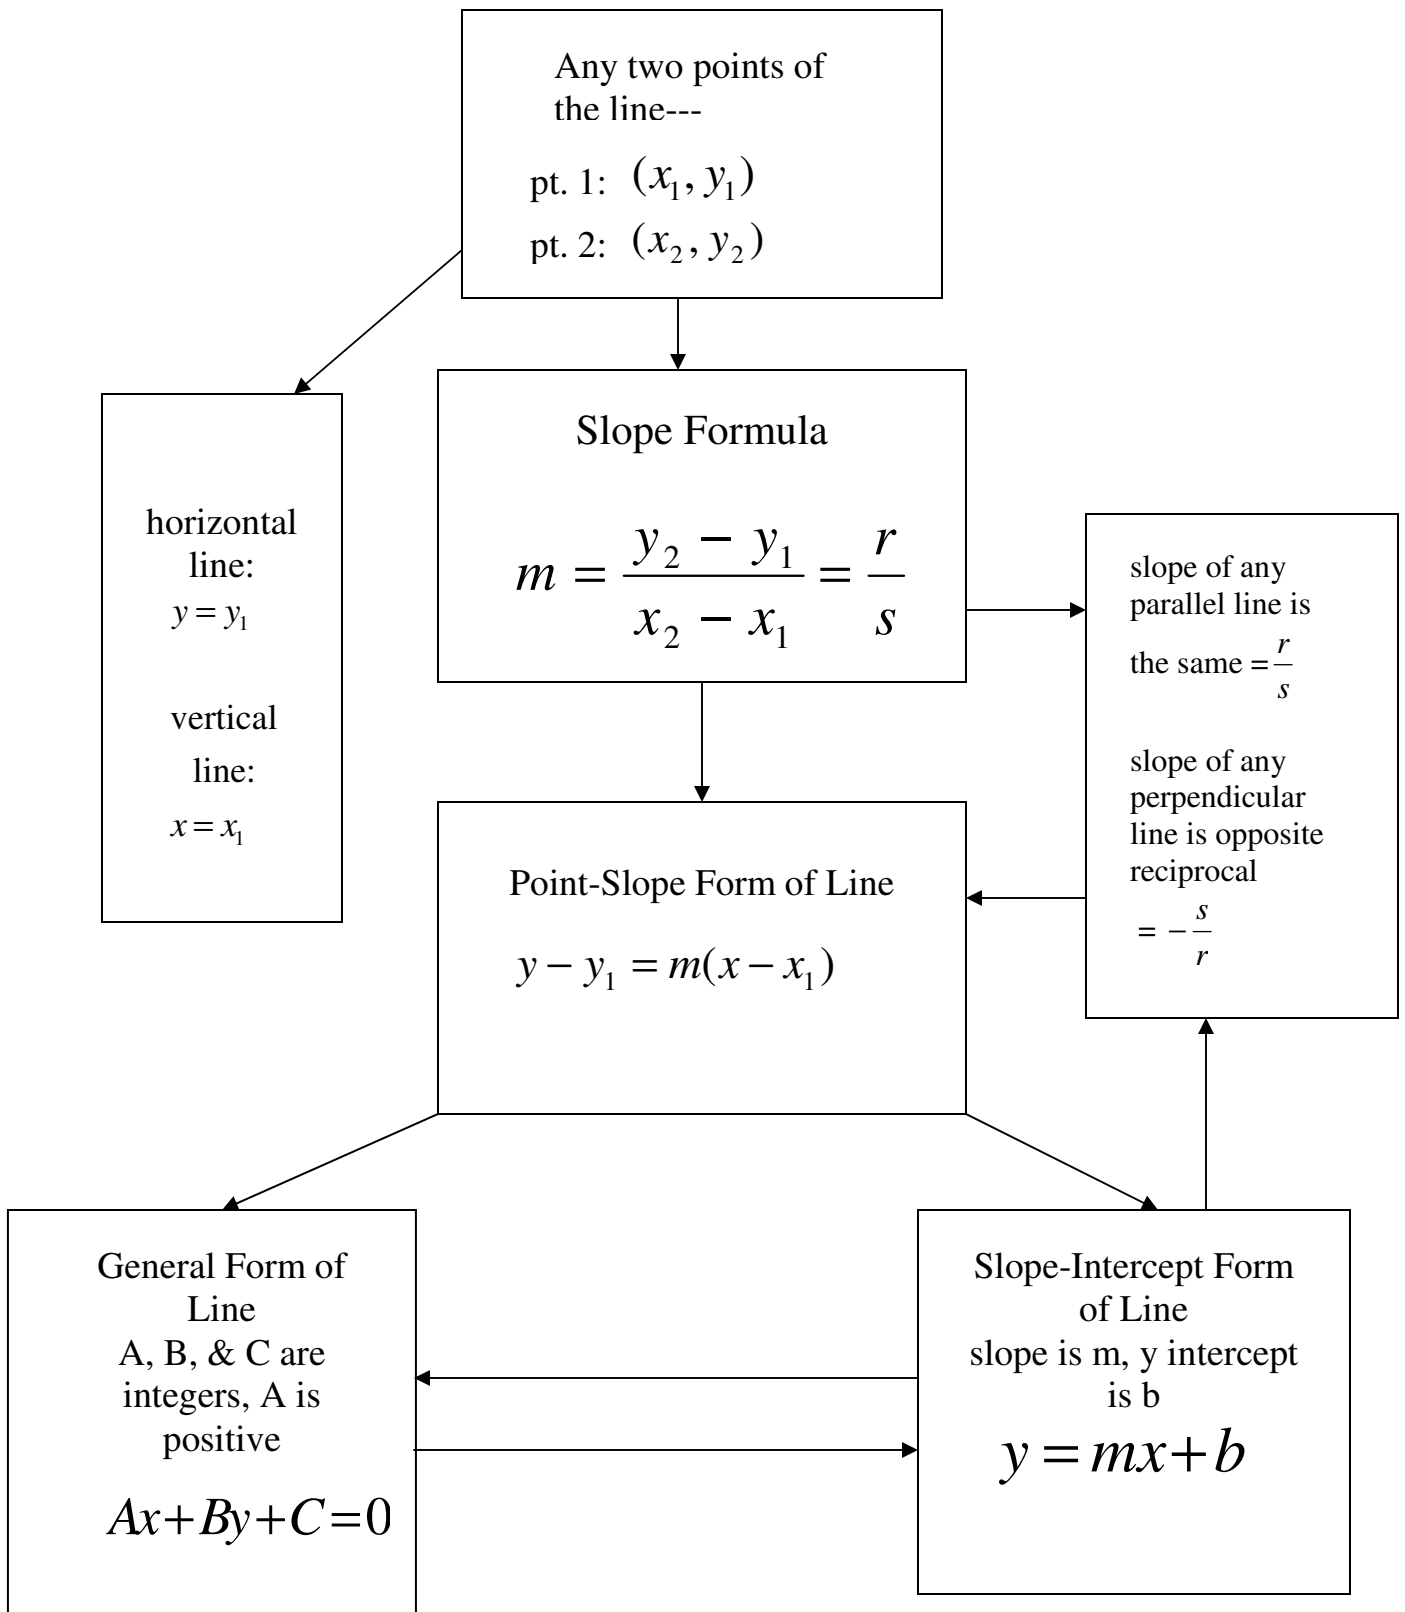 Any two points of
the line---
pt. 1: (x₁, y₁)
pt. 2: (x₂, y₂)
horizontal
line:
y = y₁
vertical
line:
x = x₁
Slope Formula
m = (y₂ − y₁)/(x₂ − x₁) = r/s
slope of any
parallel line is
the same = r/s
slope of any
perpendicular
line is opposite
reciprocal
= − s/r
Point-Slope Form of Line
y − y₁ = m(x − x₁)
General Form of
Line
A, B, & C are
integers, A is
positive
Ax + By + C = 0
Slope-Intercept Form
of Line
slope is m, y intercept
is b
y = mx + b